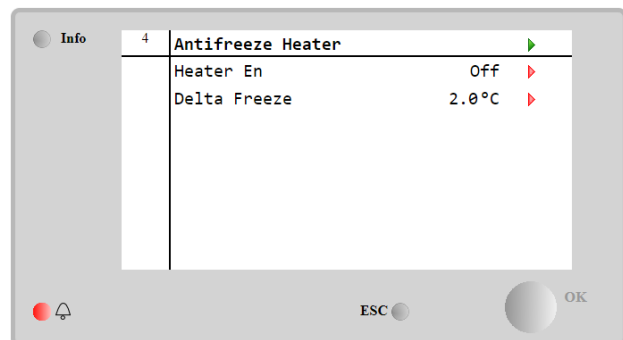 Info
4 Antifreeze Heater
Heater En Off
Delta Freeze 2.0°C
ESC
OK